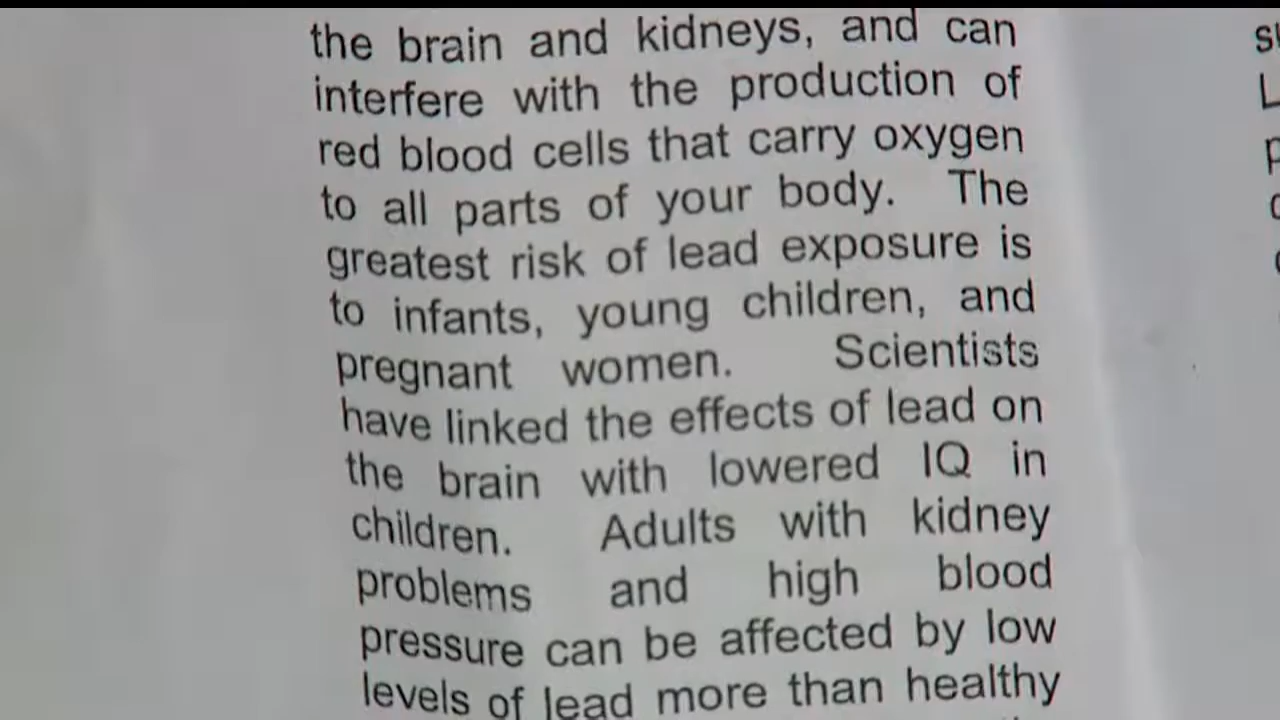 the brain and kidneys, and can
interfere with the production of
red blood cells that carry oxygen
to all parts of your body. The
greatest risk of lead exposure is
to infants, young children, and
pregnant women. Scientists
have linked the effects of lead on
the brain with lowered IQ in
children. Adults with kidney
problems and high blood
pressure can be affected by low
levels of lead more than healthy